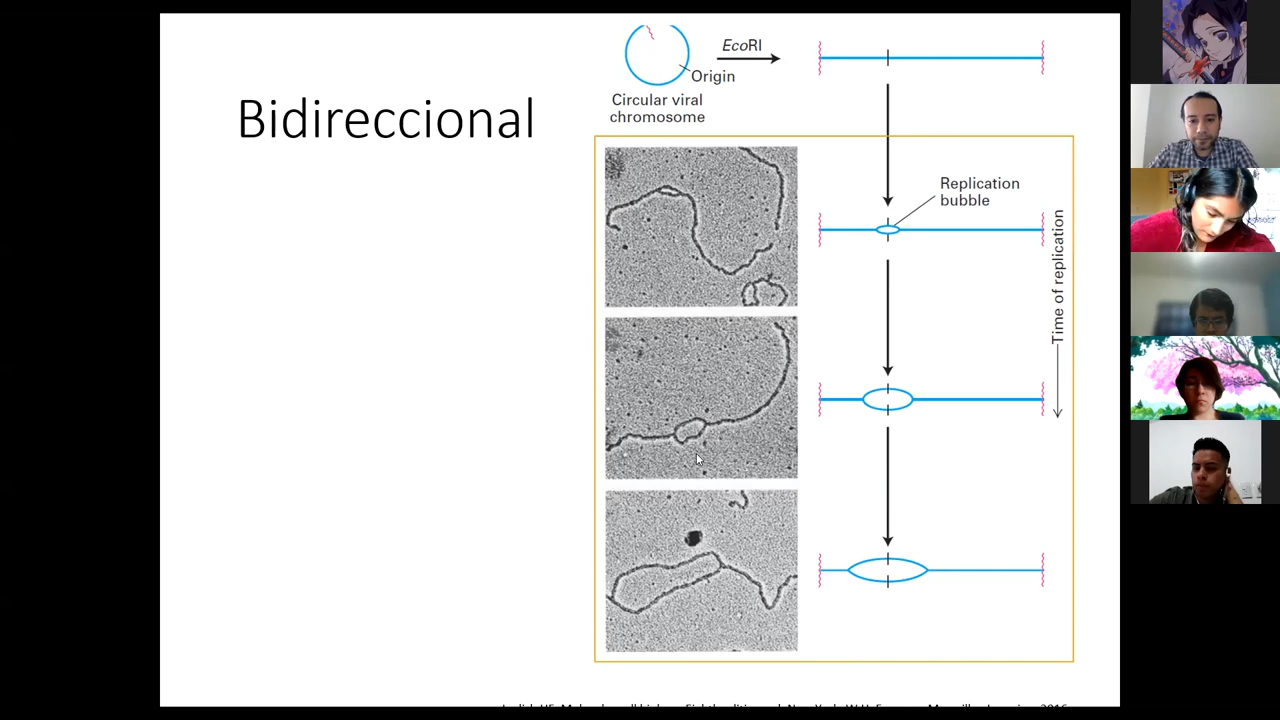 Bidireccional
EcoRI
Origin
Circular viral
chromosome
Replication
bubble
Time of replication